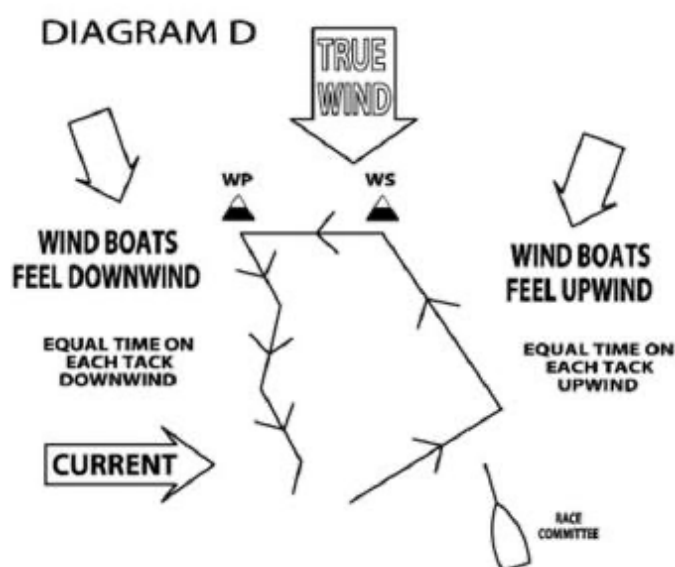 DIAGRAM D
TRUE
WIND
WP
WS
WIND BOATS
FEEL DOWNWIND
WIND BOATS
FEEL UPWIND
EQUAL TIME ON
EACH TACK
DOWNWIND
EQUAL TIME ON
EACH TACK
UPWIND
CURRENT
RACE
COMMITTEE